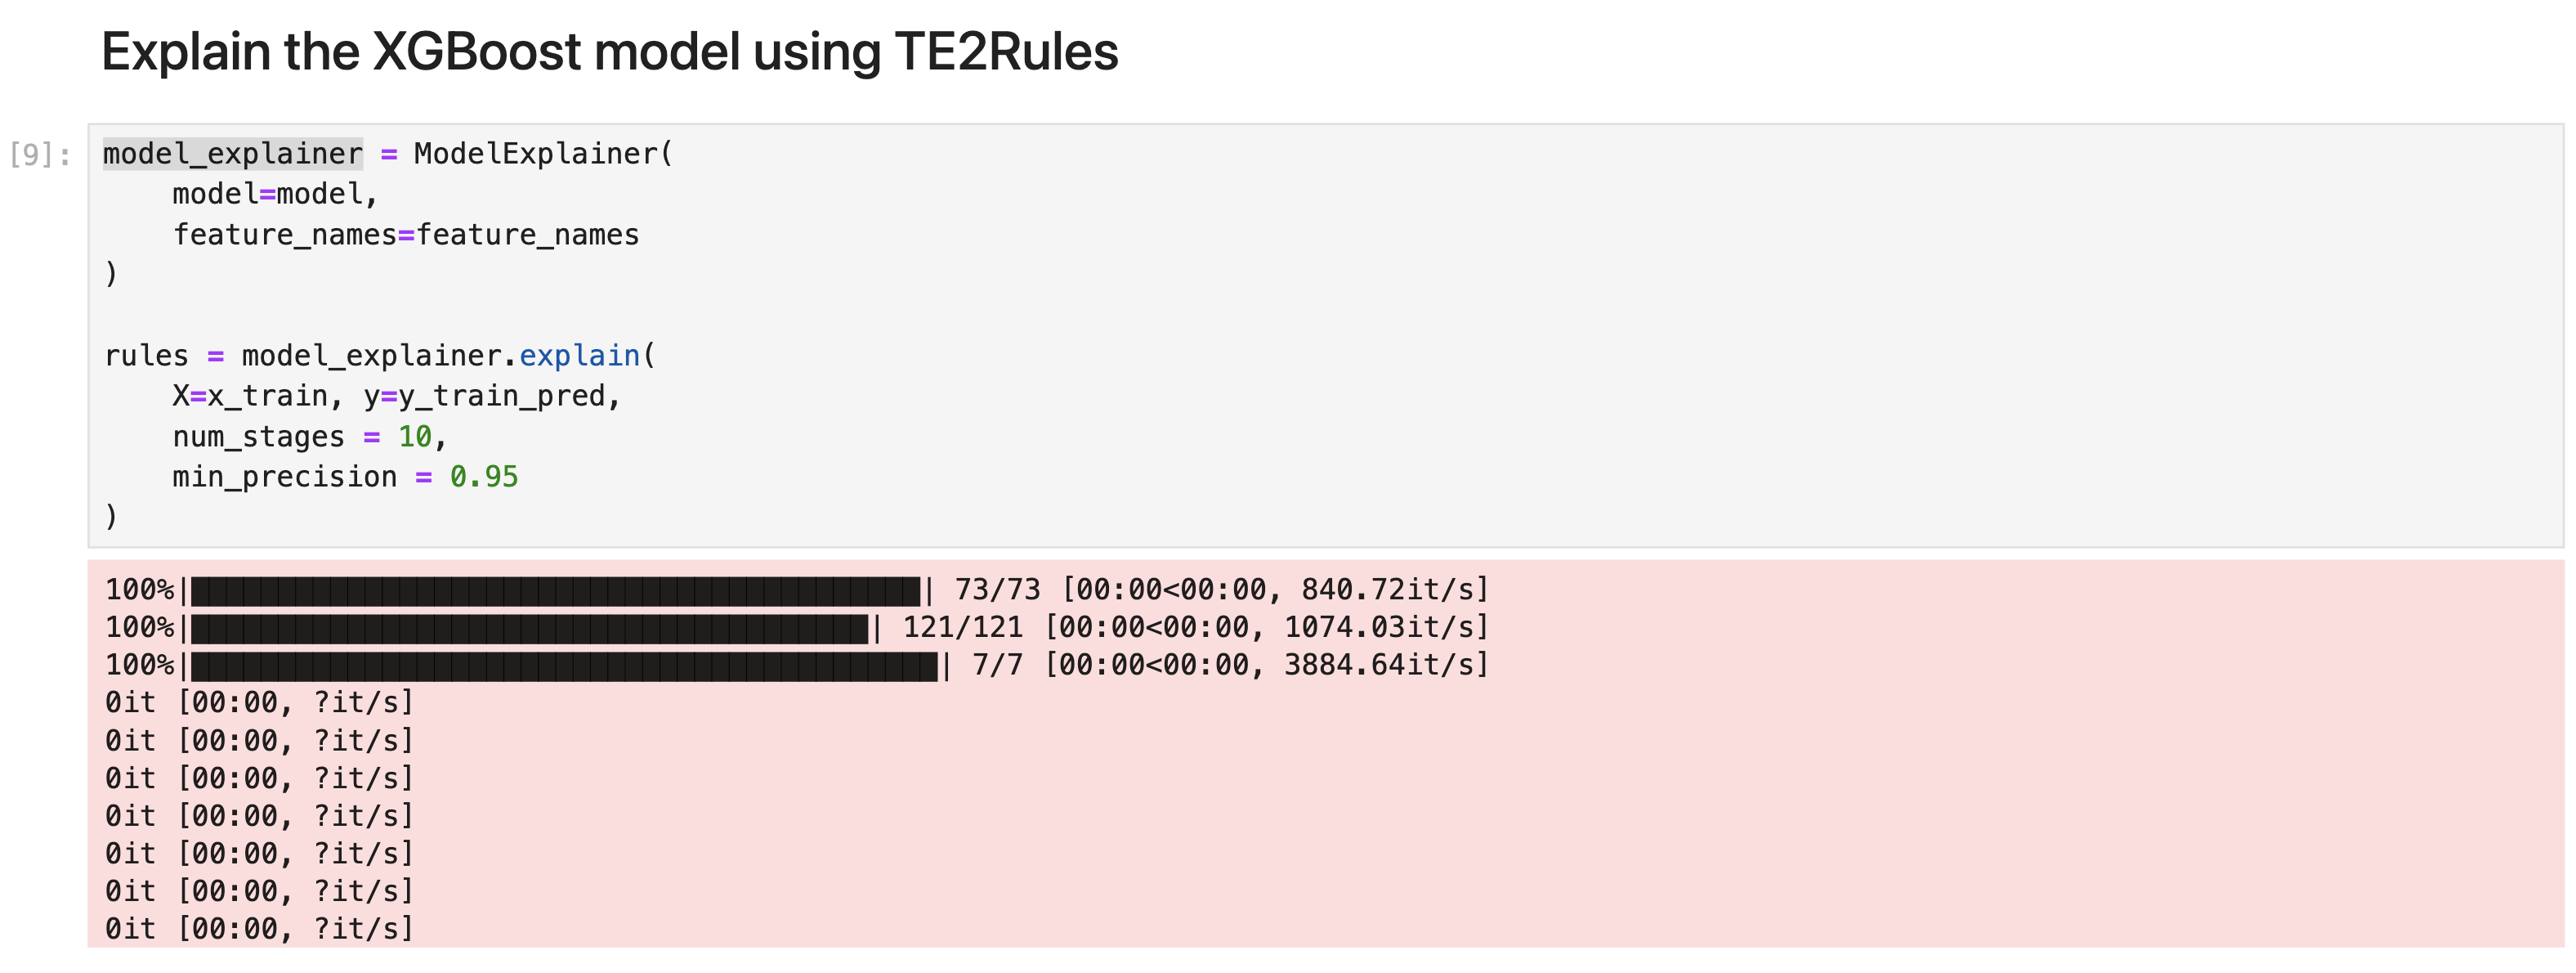 Explain the XGBoost model using TE2Rules
[9]: model_explainer = ModelExplainer(
    model=model,
    feature_names=feature_names
)

rules = model_explainer.explain(
    X=x_train, y=y_train_pred,
    num_stages = 10,
    min_precision = 0.95
)
100%|██████████████████████████████████████████| 73/73 [00:00<00:00, 840.72it/s]
100%|███████████████████████████████████████| 121/121 [00:00<00:00, 1074.03it/s]
100%|███████████████████████████████████████████| 7/7 [00:00<00:00, 3884.64it/s]
0it [00:00, ?it/s]
0it [00:00, ?it/s]
0it [00:00, ?it/s]
0it [00:00, ?it/s]
0it [00:00, ?it/s]
0it [00:00, ?it/s]
0it [00:00, ?it/s]